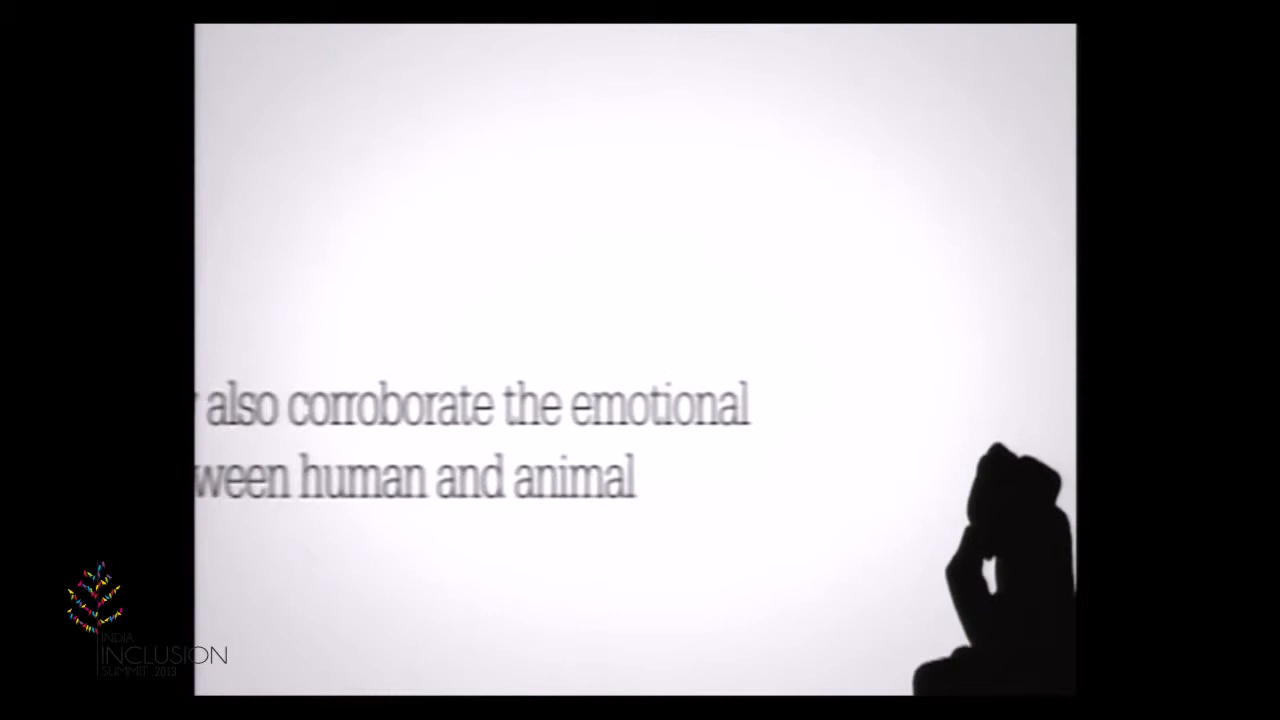 also corroborate the emotional
ween human and animal
INDIA
INCLUSION
SUMMIT .2013